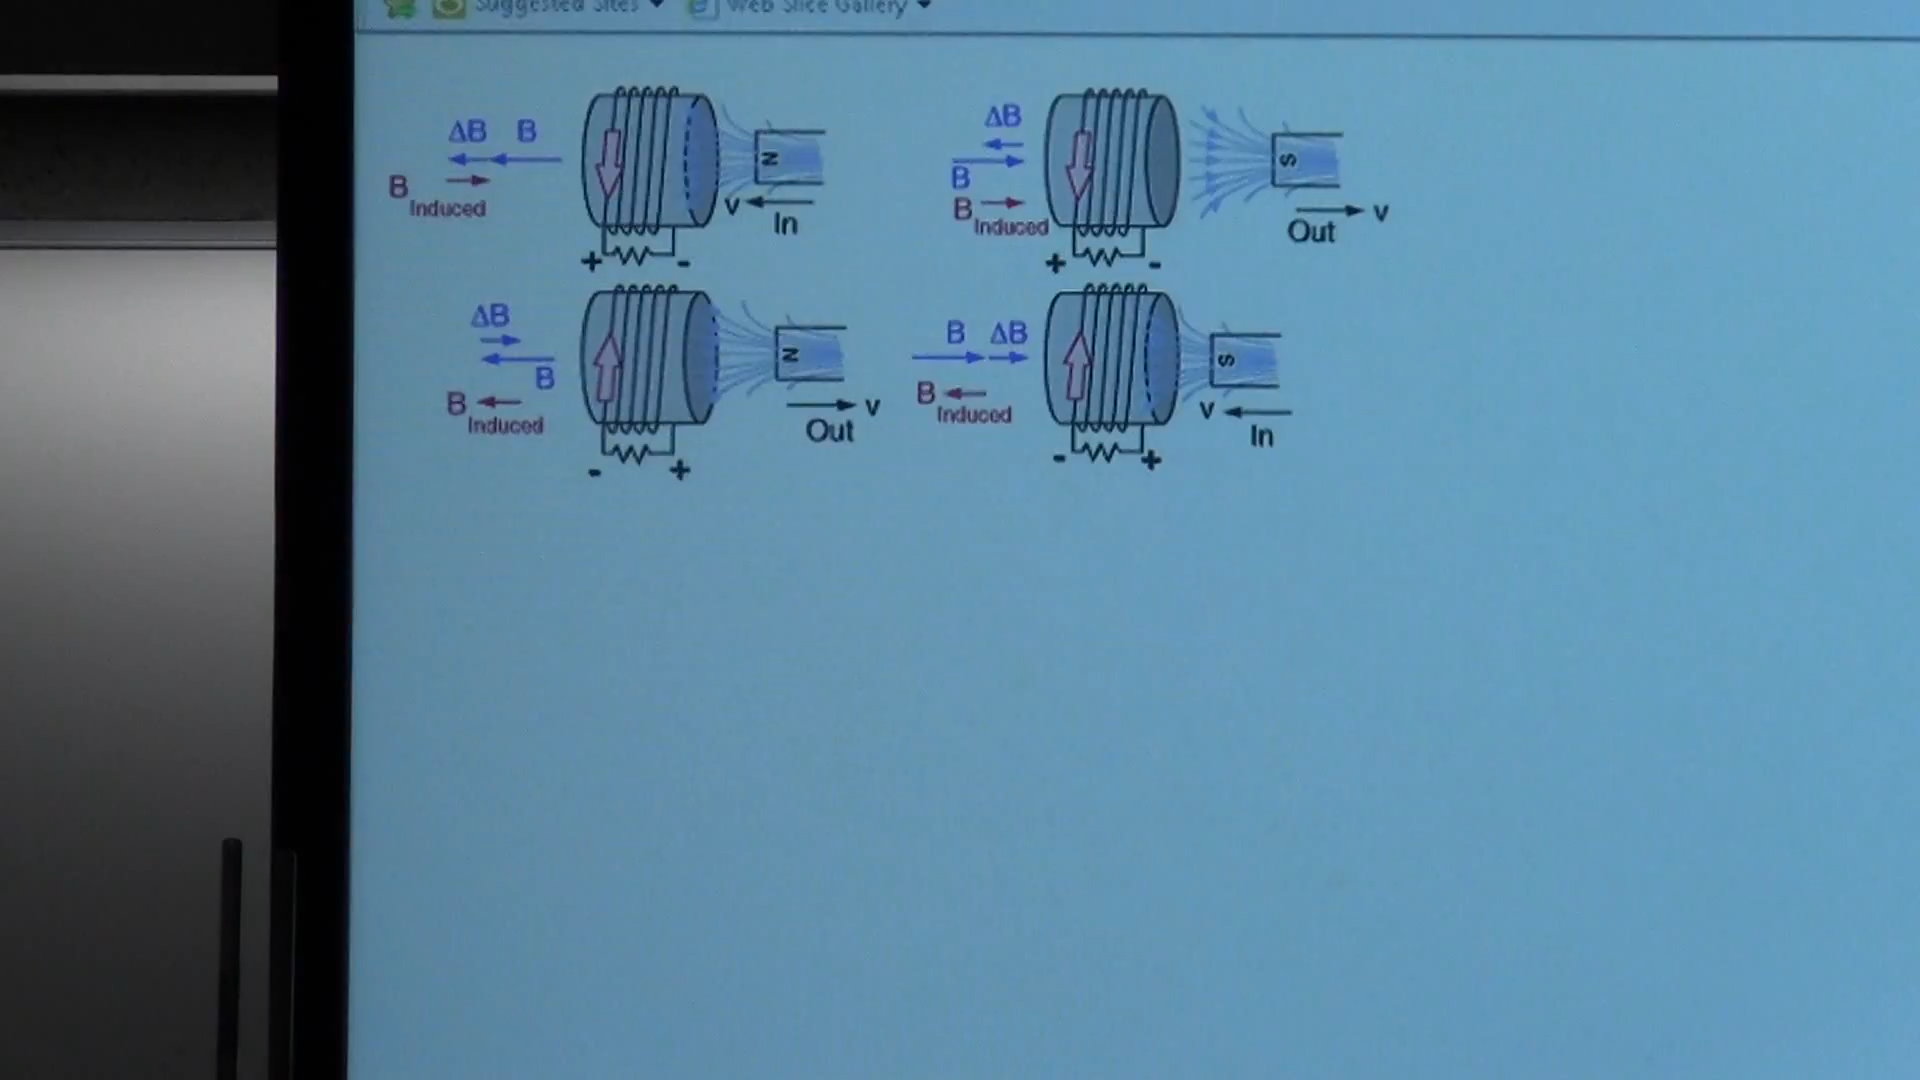 Suggested Sites Web Slice Gallery
ΔB B
B Induced
N
v In
+ -
ΔB
B
B Induced
S
v
Out
+ -
ΔB
B
B Induced
N
v
Out
- +
B ΔB
B Induced
S
v
In
- +